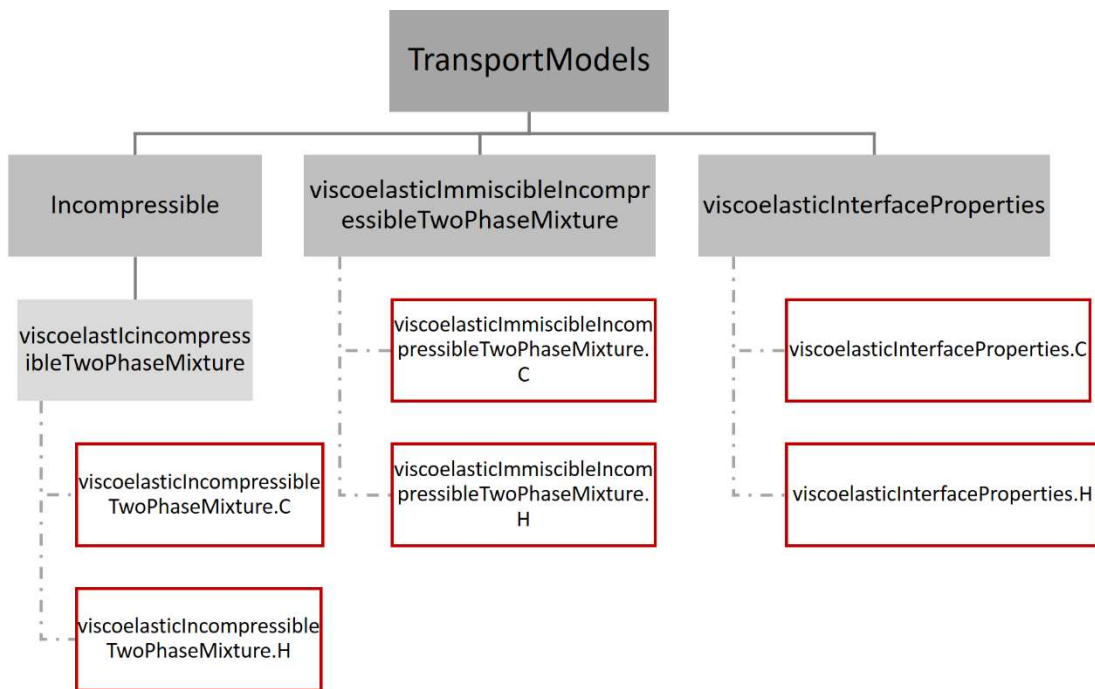 TransportModels
Incompressible
viscoelasticImmiscibleIncompr
essibleTwoPhaseMixture
viscoelasticInterfaceProperties
viscoelastIcincompress
ibleTwoPhaseMixture
viscoelasticImmiscibleIncom
pressibleTwoPhaseMixture.
C
viscoelasticInterfaceProperties.C
viscoelasticIncompressible
TwoPhaseMixture.C
viscoelasticImmiscibleIncom
pressibleTwoPhaseMixture.
H
viscoelasticInterfaceProperties.H
viscoelasticIncompressible
TwoPhaseMixture.H